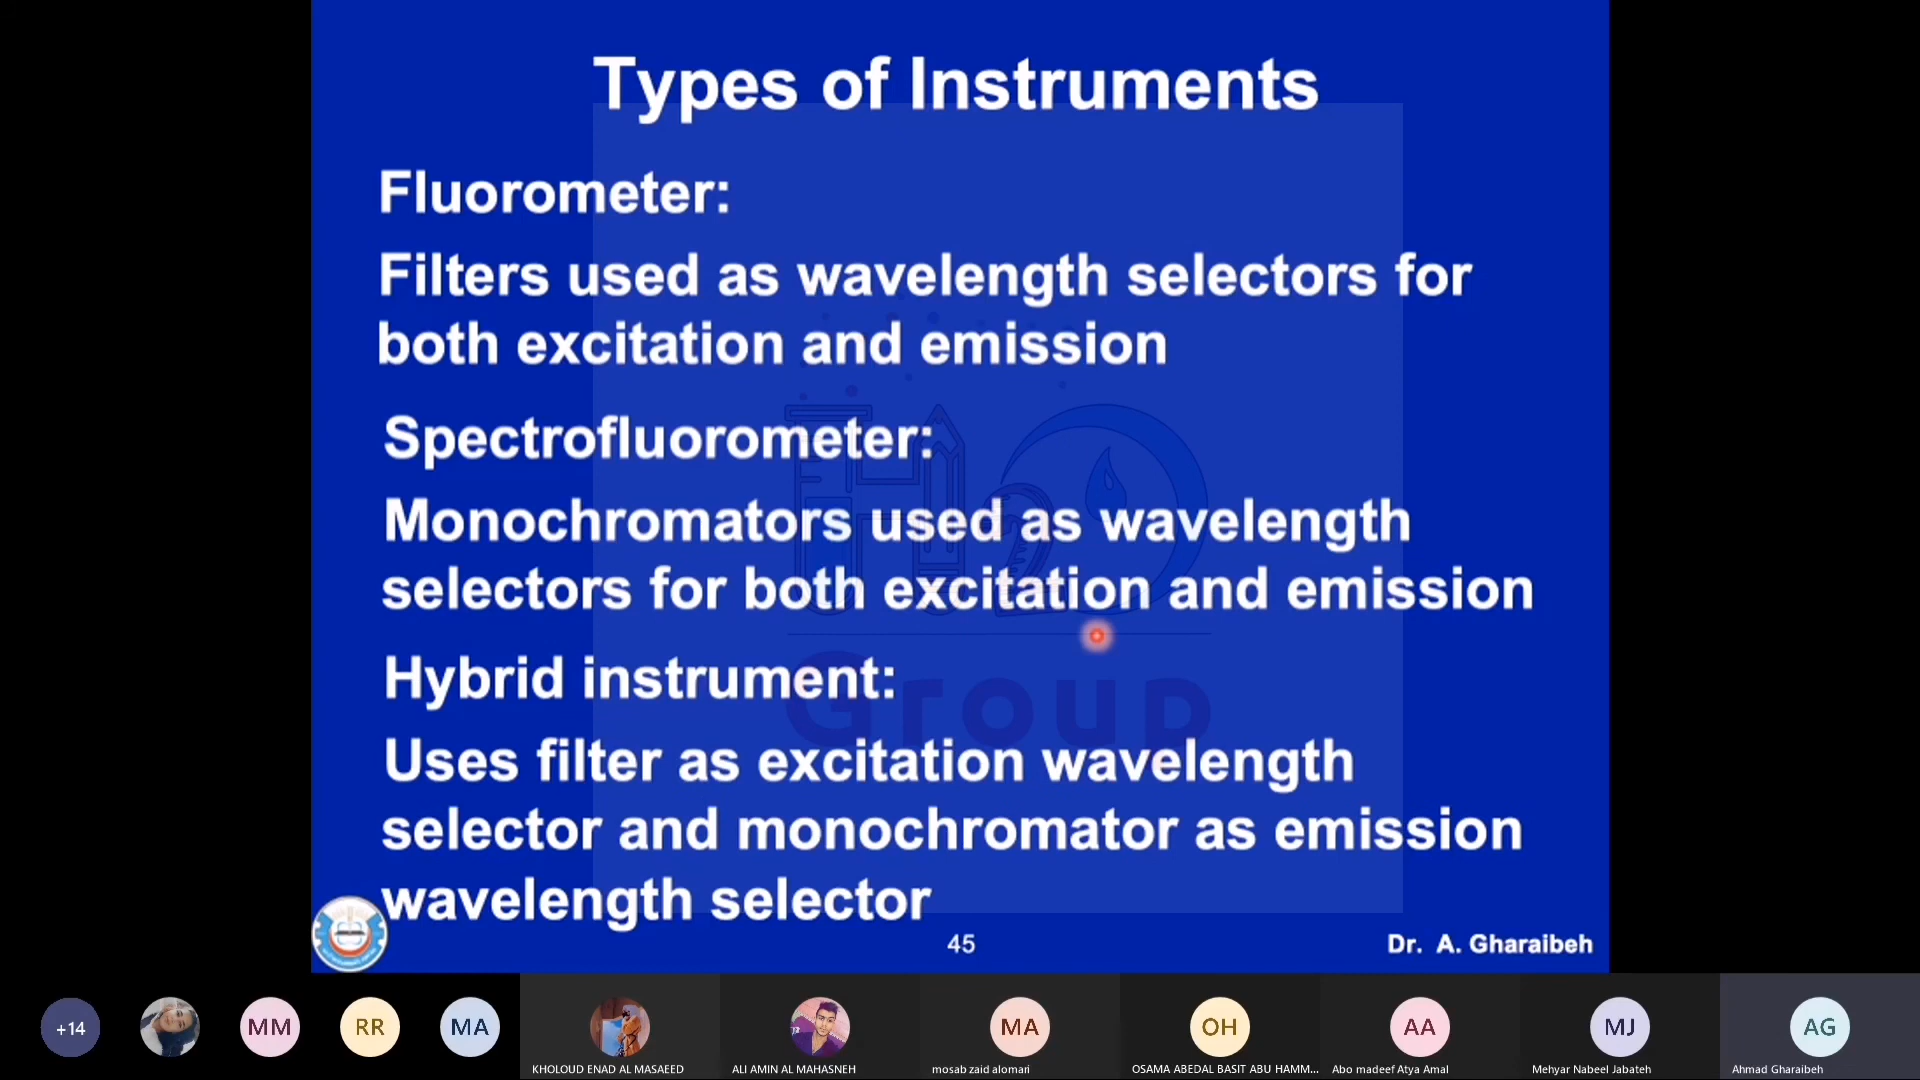 Types of Instruments
Fluorometer:
Filters used as wavelength selectors for
both excitation and emission
Spectrofluorometer:
Monochromators used as wavelength
selectors for both excitation and emission
Hybrid instrument:
Uses filter as excitation wavelength
selector and monochromator as emission
wavelength selector
H2O
Group
45
Dr. A. Gharaibeh
+14
MM
RR
MA
MA
OH
AA
MJ
AG
KHOLOUD ENAD AL MASAEED
ALI AMIN AL MAHASNEH
mosab zaid alomari
OSAMA ABEDAL BASIT ABU HAMM...
Abo madeef Atya Amal
Mehyar Nabeel Jabateh
Ahmad Gharaibeh